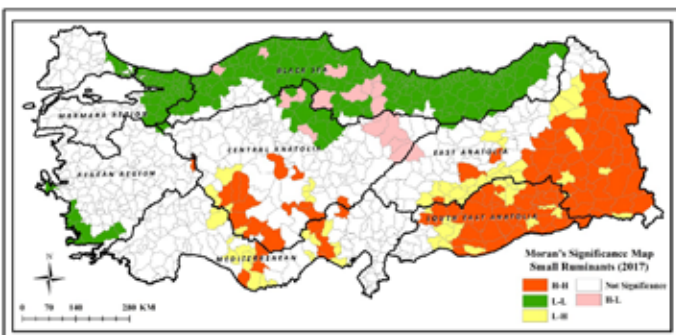 BLACK SEA
MARMARA REGION
CENTRAL ANATOLIA
EAST ANATOLIA
AEGEAN REGION
SOUTH EAST ANATOLIA
MEDITERRANEAN
Moran's Significance Map
Small Ruminants (2017)
H-H
Not Significance
L-L
H-L
L-H
N
0 70 140 280 KM